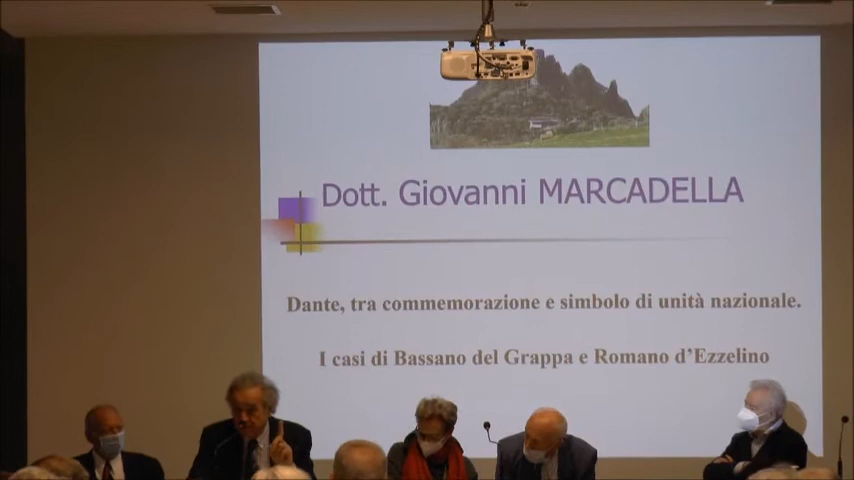 Dott. Giovanni MARCADELLA
Dante, tra commemorazione e simbolo di unità nazionale.
I casi di Bassano del Grappa e Romano d'Ezzelino